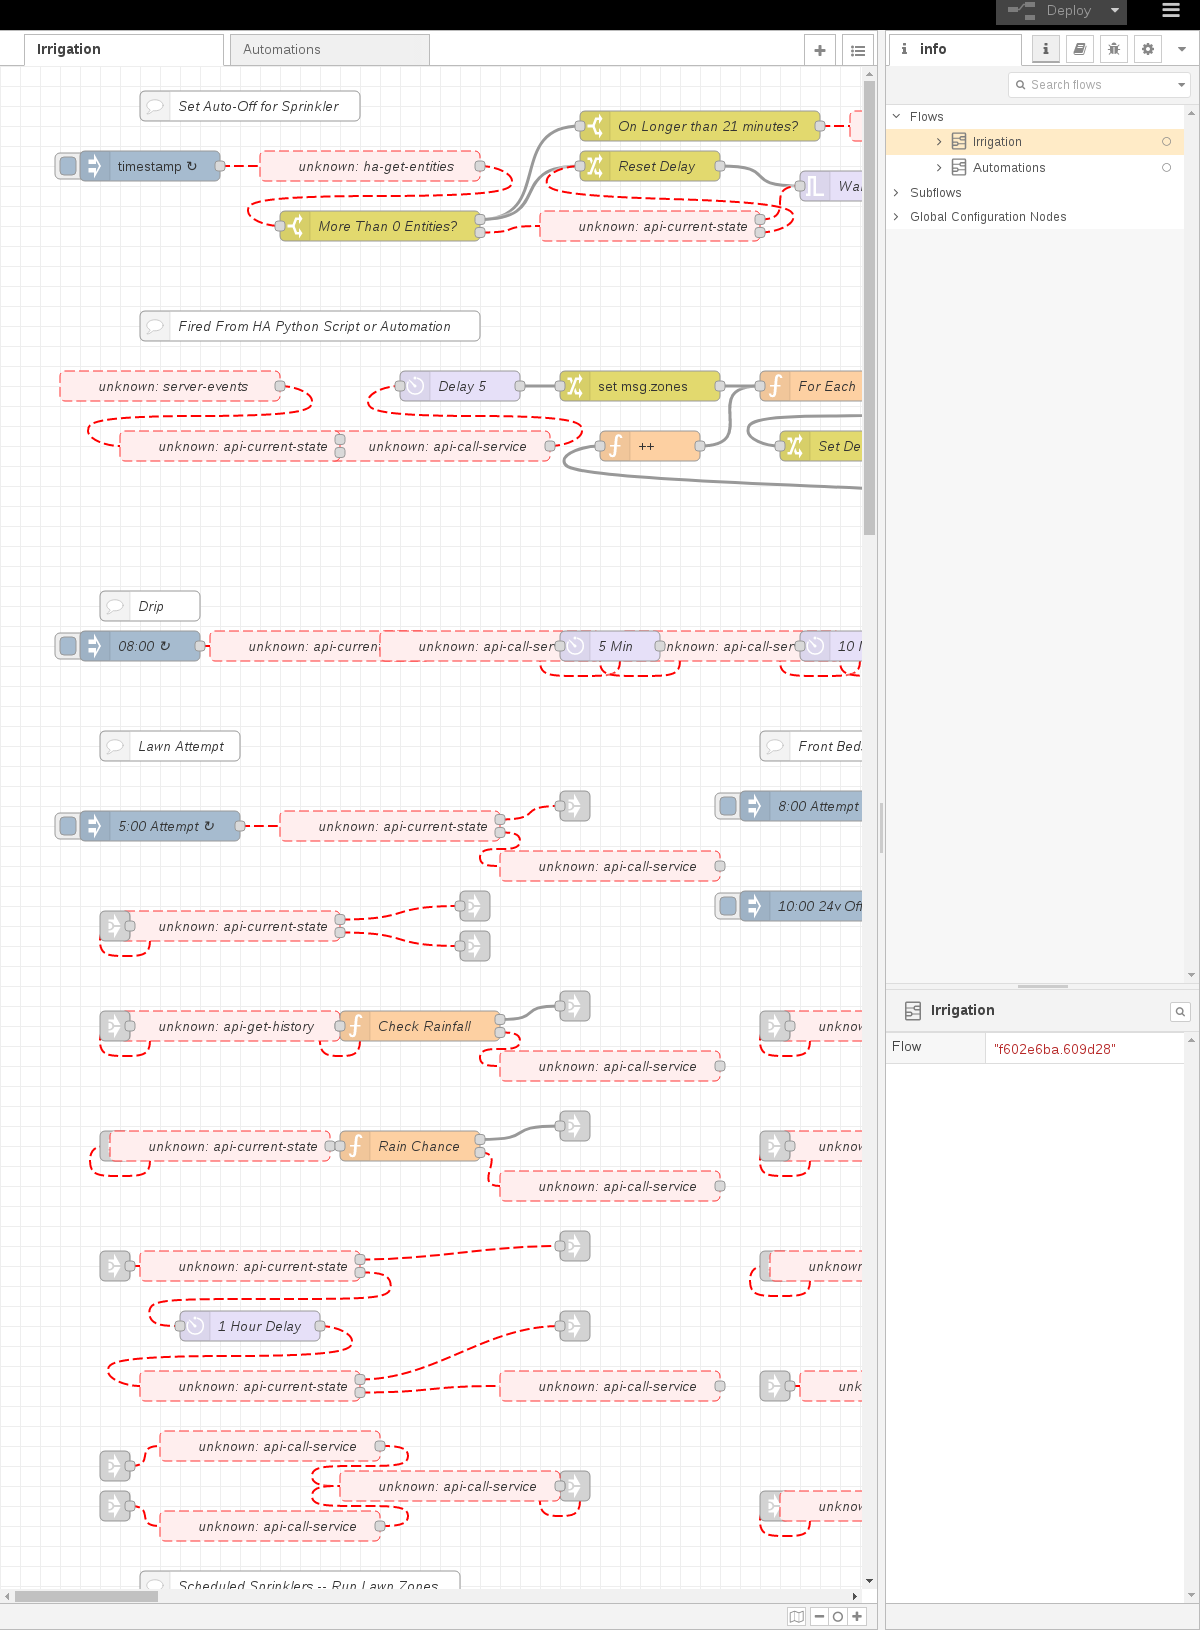 Deploy
Irrigation
Automations
info
Search flows
Flows
Irrigation
Automations
Subflows
Global Configuration Nodes
Set Auto-Off for Sprinkler
On Longer than 21 minutes?
timestamp ↻
unknown: ha-get-entities
Reset Delay
Wa
More Than 0 Entities?
unknown: api-current-state
Fired From HA Python Script or Automation
unknown: server-events
Delay 5
set msg.zones
For Each
unknown: api-current-state
unknown: api-call-service
++
Set De
Drip
08:00 ↻
unknown: api-curren
unknown: api-call-ser
5 Min
nknown: api-call-ser
10
Lawn Attempt
Front Bed
5:00 Attempt ↻
unknown: api-current-state
8:00 Attempt
unknown: api-call-service
unknown: api-current-state
10:00 24v Off
unknown: api-get-history
Check Rainfall
unknow
unknown: api-call-service
unknown: api-current-state
Rain Chance
unknow
unknown: api-call-service
unknown: api-current-state
unknown
1 Hour Delay
unknown: api-current-state
unknown: api-call-service
unk
unknown: api-call-service
unknown: api-call-service
unknow
unknown: api-call-service
Scheduled Sprinklers -- Run Lawn Zones
Irrigation
Flow
"f602e6ba.609d28"